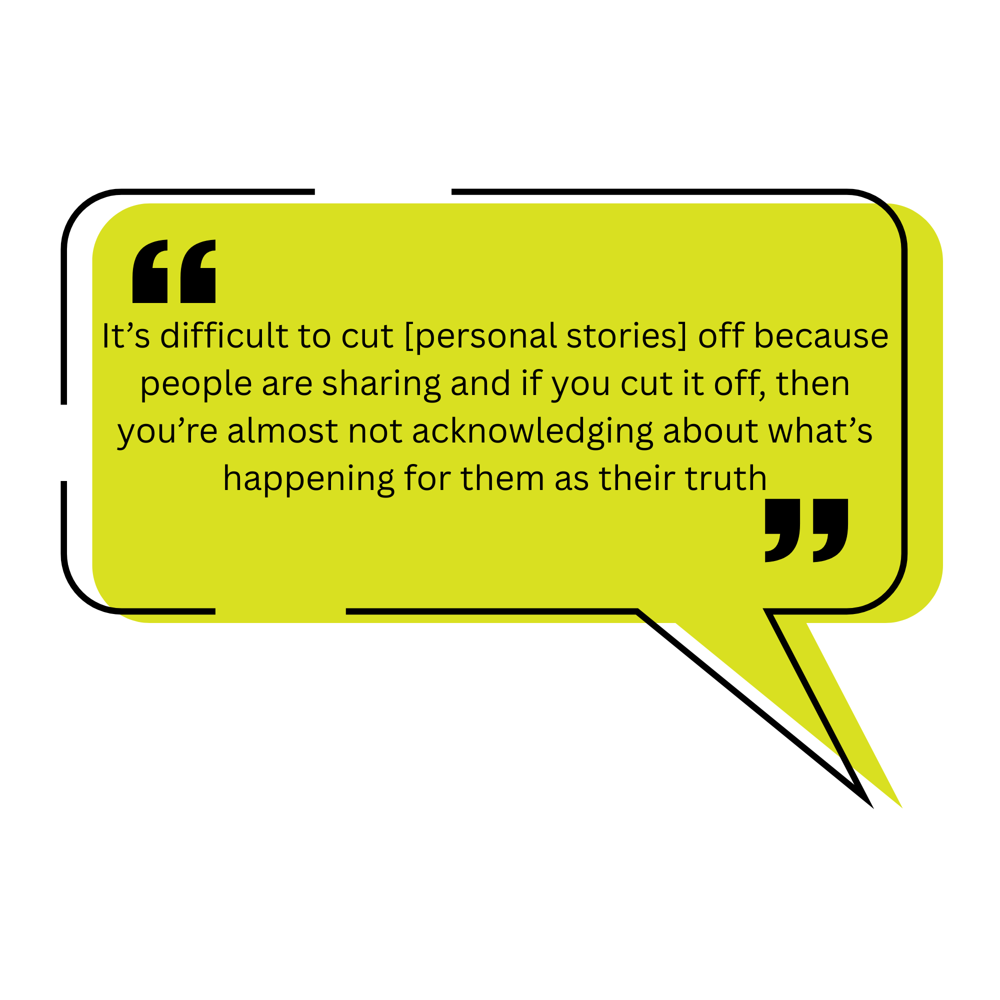 “
It’s difficult to cut [personal stories] off because
people are sharing and if you cut it off, then
you’re almost not acknowledging about what’s
happening for them as their truth
”